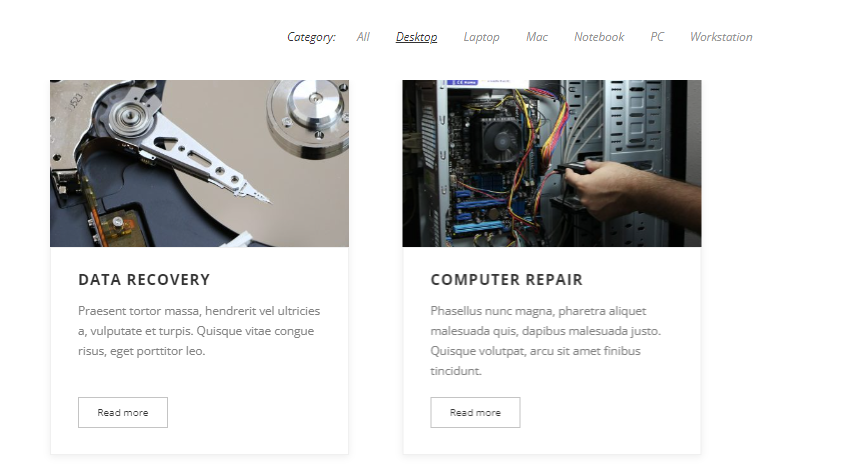 Category: All Desktop Laptop Mac Notebook PC Workstation
DATA RECOVERY
Praesent tortor massa, hendrerit vel ultricies
a, vulputate et turpis. Quisque vitae congue
risus, eget porttitor leo.
Read more
COMPUTER REPAIR
Phasellus nunc magna, pharetra aliquet
malesuada quis, dapibus malesuada justo.
Quisque volutpat, arcu sit amet finibus
tincidunt.
Read more